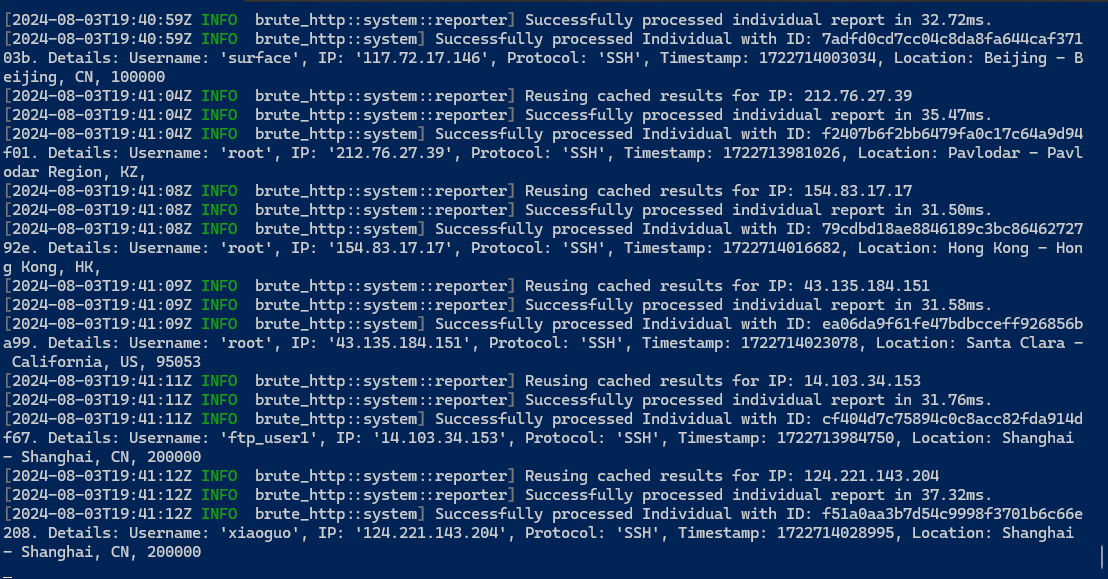 [2024-08-03T19:40:59Z INFO  brute_http::system::reporter] Successfully processed individual report in 32.72ms.
[2024-08-03T19:40:59Z INFO  brute_http::system] Successfully processed Individual with ID: 7adfd0cd7cc04c8da8fa644caf371
03b. Details: Username: 'surface', IP: '117.72.17.146', Protocol: 'SSH', Timestamp: 1722714003034, Location: Beijing - B
eijing, CN, 100000
[2024-08-03T19:41:04Z INFO  brute_http::system::reporter] Reusing cached results for IP: 212.76.27.39
[2024-08-03T19:41:04Z INFO  brute_http::system::reporter] Successfully processed individual report in 35.47ms.
[2024-08-03T19:41:04Z INFO  brute_http::system] Successfully processed Individual with ID: f2407b6f2bb6479fa0c17c64a9d94
f01. Details: Username: 'root', IP: '212.76.27.39', Protocol: 'SSH', Timestamp: 1722713981026, Location: Pavlodar - Pavl
odar Region, KZ,
[2024-08-03T19:41:08Z INFO  brute_http::system::reporter] Reusing cached results for IP: 154.83.17.17
[2024-08-03T19:41:08Z INFO  brute_http::system::reporter] Successfully processed individual report in 31.50ms.
[2024-08-03T19:41:08Z INFO  brute_http::system] Successfully processed Individual with ID: 79cdbd18ae8846189c3bc86462727
92e. Details: Username: 'root', IP: '154.83.17.17', Protocol: 'SSH', Timestamp: 1722714016682, Location: Hong Kong - Hon
g Kong, HK,
[2024-08-03T19:41:09Z INFO  brute_http::system::reporter] Reusing cached results for IP: 43.135.184.151
[2024-08-03T19:41:09Z INFO  brute_http::system::reporter] Successfully processed individual report in 31.58ms.
[2024-08-03T19:41:09Z INFO  brute_http::system] Successfully processed Individual with ID: ea06da9f61fe47bdbcceff926856b
a99. Details: Username: 'root', IP: '43.135.184.151', Protocol: 'SSH', Timestamp: 1722714023078, Location: Santa Clara -
 California, US, 95053
[2024-08-03T19:41:11Z INFO  brute_http::system::reporter] Reusing cached results for IP: 14.103.34.153
[2024-08-03T19:41:11Z INFO  brute_http::system::reporter] Successfully processed individual report in 31.76ms.
[2024-08-03T19:41:11Z INFO  brute_http::system] Successfully processed Individual with ID: cf404d7c75894c0c8acc82fda914d
f67. Details: Username: 'ftp_user1', IP: '14.103.34.153', Protocol: 'SSH', Timestamp: 1722713984750, Location: Shanghai
- Shanghai, CN, 200000
[2024-08-03T19:41:12Z INFO  brute_http::system::reporter] Reusing cached results for IP: 124.221.143.204
[2024-08-03T19:41:12Z INFO  brute_http::system::reporter] Successfully processed individual report in 37.32ms.
[2024-08-03T19:41:12Z INFO  brute_http::system] Successfully processed Individual with ID: f51a0aa3b7d54c9998f3701b6c66e
208. Details: Username: 'xiaoguo', IP: '124.221.143.204', Protocol: 'SSH', Timestamp: 1722714028995, Location: Shanghai
- Shanghai, CN, 200000